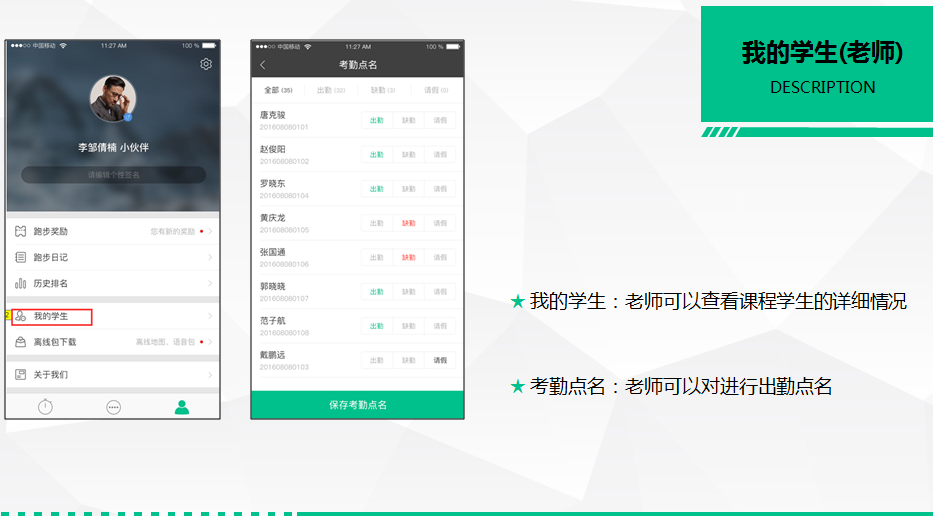 中国移动 11:27 AM 100 %
李邹倩楠 小伙伴
请编辑个性签名
跑步奖励 您有新的奖励
跑步日记
历史排名
2 我的学生
离线包下载 离线地图、语音包
关于我们
中国移动 11:27 AM 100 %
考勤点名
全部 (35) 出勤 (32) 缺勤 (3) 请假 (0)
唐克骏
201608080101
出勤 缺勤 请假
赵俊阳
201608080102
出勤 缺勤 请假
罗晓东
201608080104
出勤 缺勤 请假
黄庆龙
201608080105
出勤 缺勤 请假
张国通
201608080106
出勤 缺勤 请假
郭晓晓
201608080107
出勤 缺勤 请假
范子航
201608080108
出勤 缺勤 请假
戴鹏远
201608080103
出勤 缺勤 请假
保存考勤点名
我的学生(老师)
DESCRIPTION
我的学生：老师可以查看课程学生的详细情况
考勤点名：老师可以对进行出勤点名